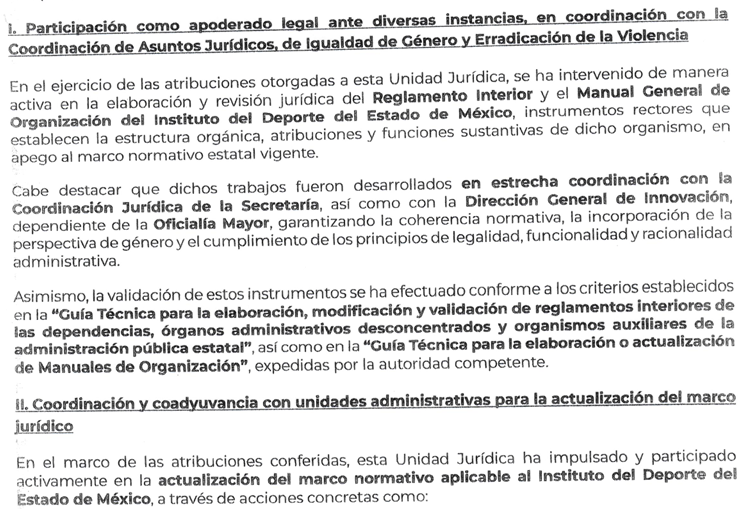 i. Participación como apoderado legal ante diversas instancias, en coordinación con la
Coordinación de Asuntos Jurídicos, de Igualdad de Género y Erradicación de la Violencia
En el ejercicio de las atribuciones otorgadas a esta Unidad Jurídica, se ha intervenido de manera
activa en la elaboración y revisión jurídica del Reglamento Interior y el Manual General de
Organización del Instituto del Deporte del Estado de México, instrumentos rectores que
establecen la estructura orgánica, atribuciones y funciones sustantivas de dicho organismo, en
apego al marco normativo estatal vigente.
Cabe destacar que dichos trabajos fueron desarrollados en estrecha coordinación con la
Coordinación Jurídica de la Secretaría, así como con la Dirección General de Innovación,
dependiente de la Oficialía Mayor, garantizando la coherencia normativa, la incorporación de la
perspectiva de género y el cumplimiento de los principios de legalidad, funcionalidad y racionalidad
administrativa.
Asimismo, la validación de estos instrumentos se ha efectuado conforme a los criterios establecidos
en la “Guía Técnica para la elaboración, modificación y validación de reglamentos interiores de
las dependencias, órganos administrativos desconcentrados y organismos auxiliares de la
administración pública estatal”, así como en la “Guía Técnica para la elaboración o actualización
de Manuales de Organización”, expedidas por la autoridad competente.
ii. Coordinación y coadyuvancia con unidades administrativas para la actualización del marco
jurídico
En el marco de las atribuciones conferidas, esta Unidad Jurídica ha impulsado y participado
activamente en la actualización del marco normativo aplicable al Instituto del Deporte del
Estado de México, a través de acciones concretas como: